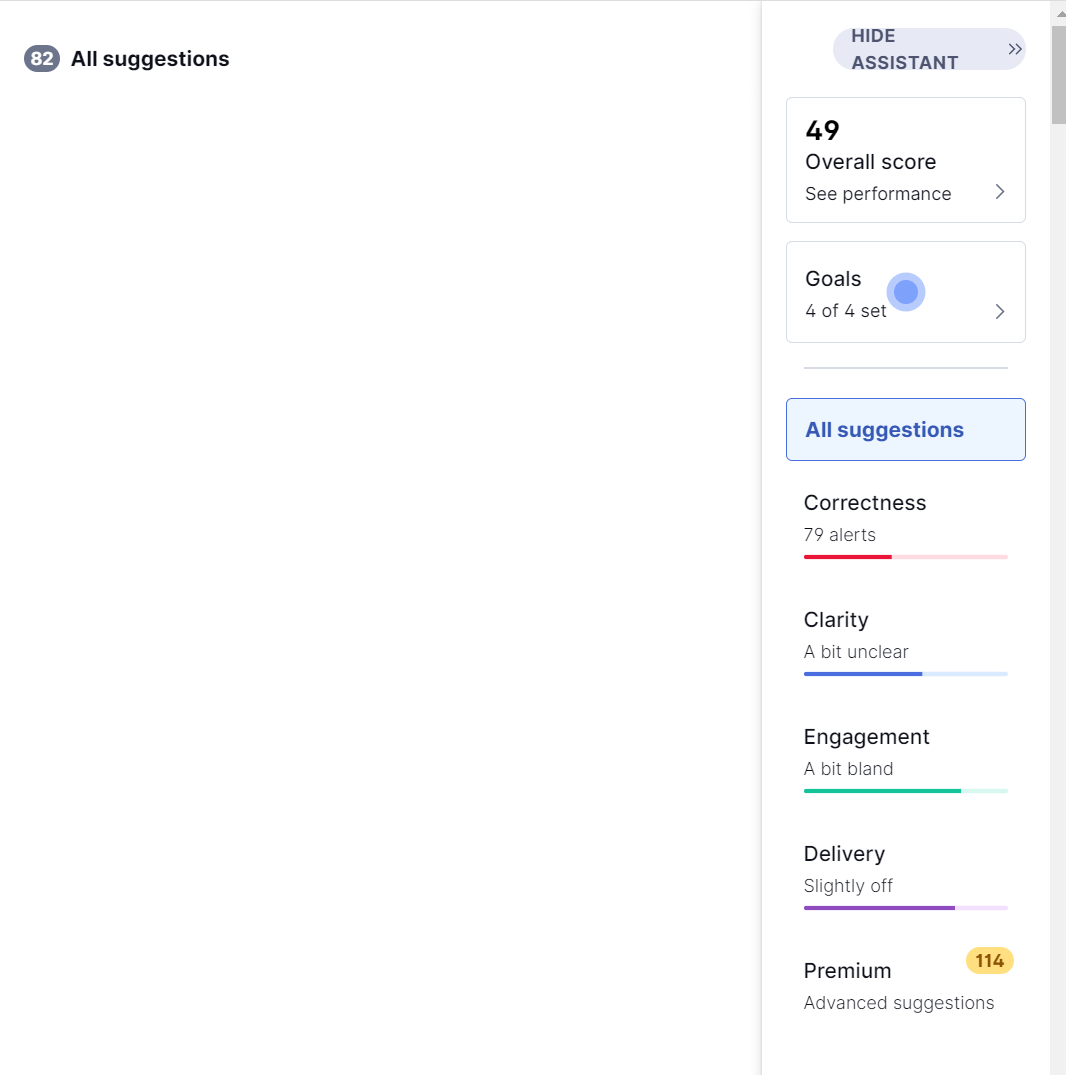 82 All suggestions
HIDE
ASSISTANT
49
Overall score
See performance
Goals
4 of 4 set
All suggestions
Correctness
79 alerts
Clarity
A bit unclear
Engagement
A bit bland
Delivery
Slightly off
114
Premium
Advanced suggestions